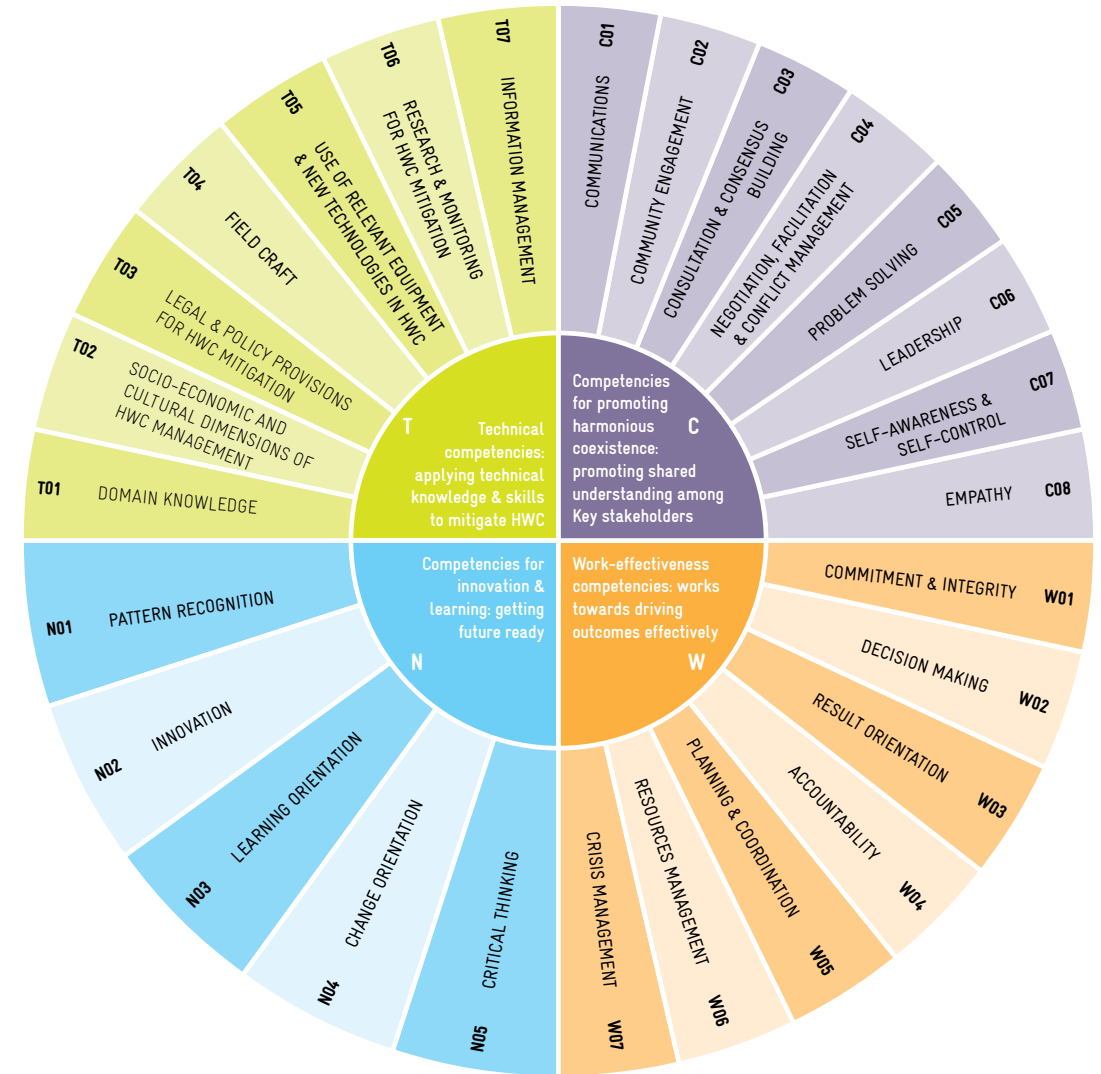 T01
DOMAIN KNOWLEDGE
T02
SOCIO-ECONOMIC AND
CULTURAL DIMENSIONS OF
HWC MANAGEMENT
T03
LEGAL & POLICY PROVISIONS
FOR HWC MITIGATION
T04
FIELD CRAFT
T05
USE OF RELEVANT EQUIPMENT
& NEW TECHNOLOGIES IN HWC
T06
RESEARCH & MONITORING
FOR HWC MITIGATION
T07
INFORMATION MANAGEMENT
C01
COMMUNICATIONS
C02
COMMUNITY ENGAGEMENT
C03
CONSULTATION & CONSENSUS
BUILDING
C04
NEGOTIATION, FACILITATION
& CONFLICT MANAGEMENT
C05
PROBLEM SOLVING
C06
LEADERSHIP
C07
SELF-AWARENESS &
SELF-CONTROL
C08
EMPATHY
T
Technical
competencies:
applying technical
knowledge & skills
to mitigate HWC
Competencies
for promoting
harmonious
coexistence:
promoting shared
understanding among
Key stakeholders
C
Competencies for
innovation &
learning: getting
future ready
N
Work-effectiveness
competencies: works
towards driving
outcomes effectively
W
W01
COMMITMENT & INTEGRITY
W02
DECISION MAKING
W03
RESULT ORIENTATION
W04
ACCOUNTABILITY
W05
PLANNING & COORDINATION
W06
RESOURCES MANAGEMENT
W07
CRISIS MANAGEMENT
N01
PATTERN RECOGNITION
N02
INNOVATION
N03
LEARNING ORIENTATION
N04
CHANGE ORIENTATION
N05
CRITICAL THINKING